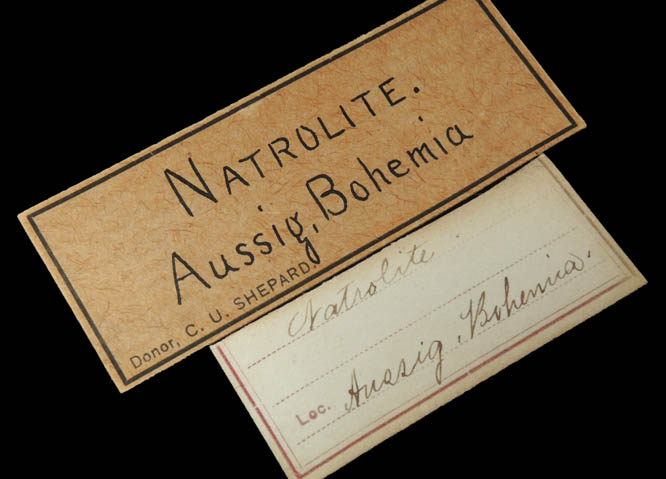 NATROLITE.
Aussig, Bohemia
Donor, C. U. SHEPARD.
Natrolite.
Loc. Aussig, Bohemia.